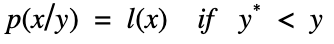 p(x/y) = l(x) if y* < y